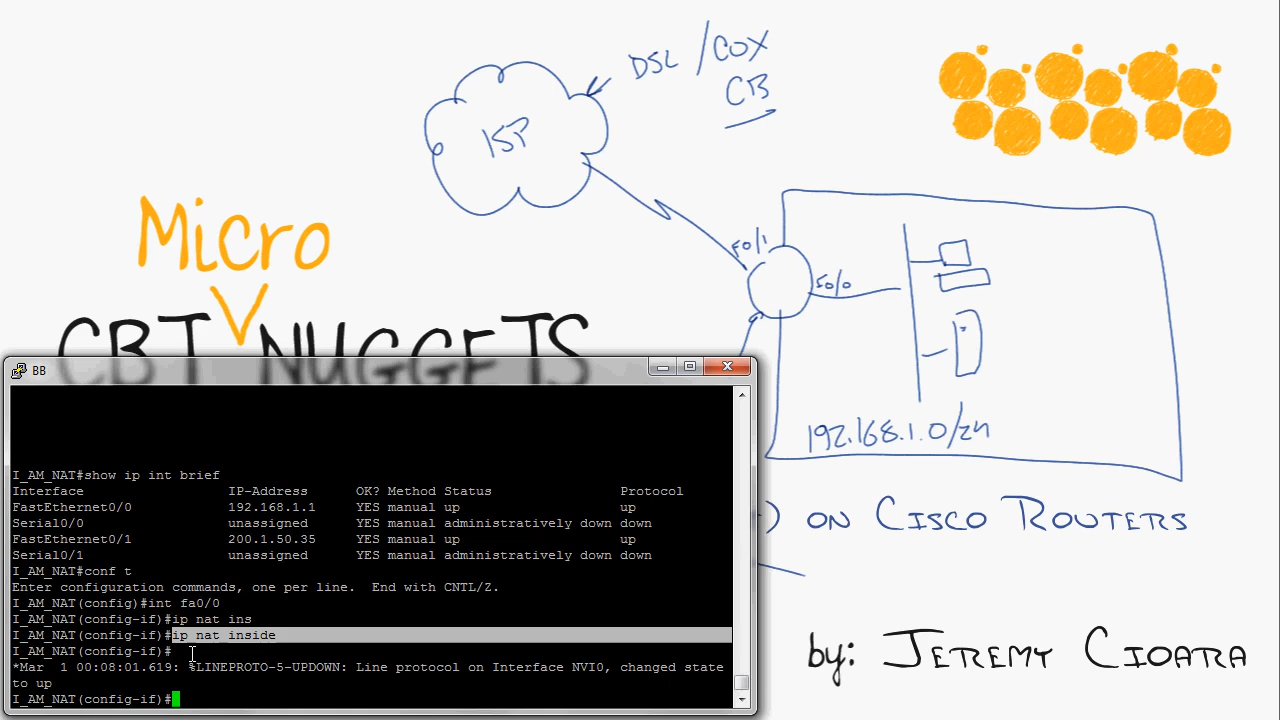 DSL / COX
CB
ISP
Micro
CBT NUGGETS
f0/1
f0/0
192.168.1.0/24
) ON CISCO ROUTERS
by: JEREMY CIOARA
BB
I_AM_NAT#show ip int brief
Interface IP-Address OK? Method Status Protocol
FastEthernet0/0 192.168.1.1 YES manual up up
Serial0/0 unassigned YES manual administratively down down
FastEthernet0/1 200.1.50.35 YES manual up up
Serial0/1 unassigned YES manual administratively down down
I_AM_NAT#conf t
Enter configuration commands, one per line. End with CNTL/Z.
I_AM_NAT(config)#int fa0/0
I_AM_NAT(config-if)#ip nat ins
I_AM_NAT(config-if)#ip nat inside
I_AM_NAT(config-if)#
*Mar 1 00:08:01.619: %LINEPROTO-5-UPDOWN: Line protocol on Interface NVI0, changed state
to up
I_AM_NAT(config-if)#